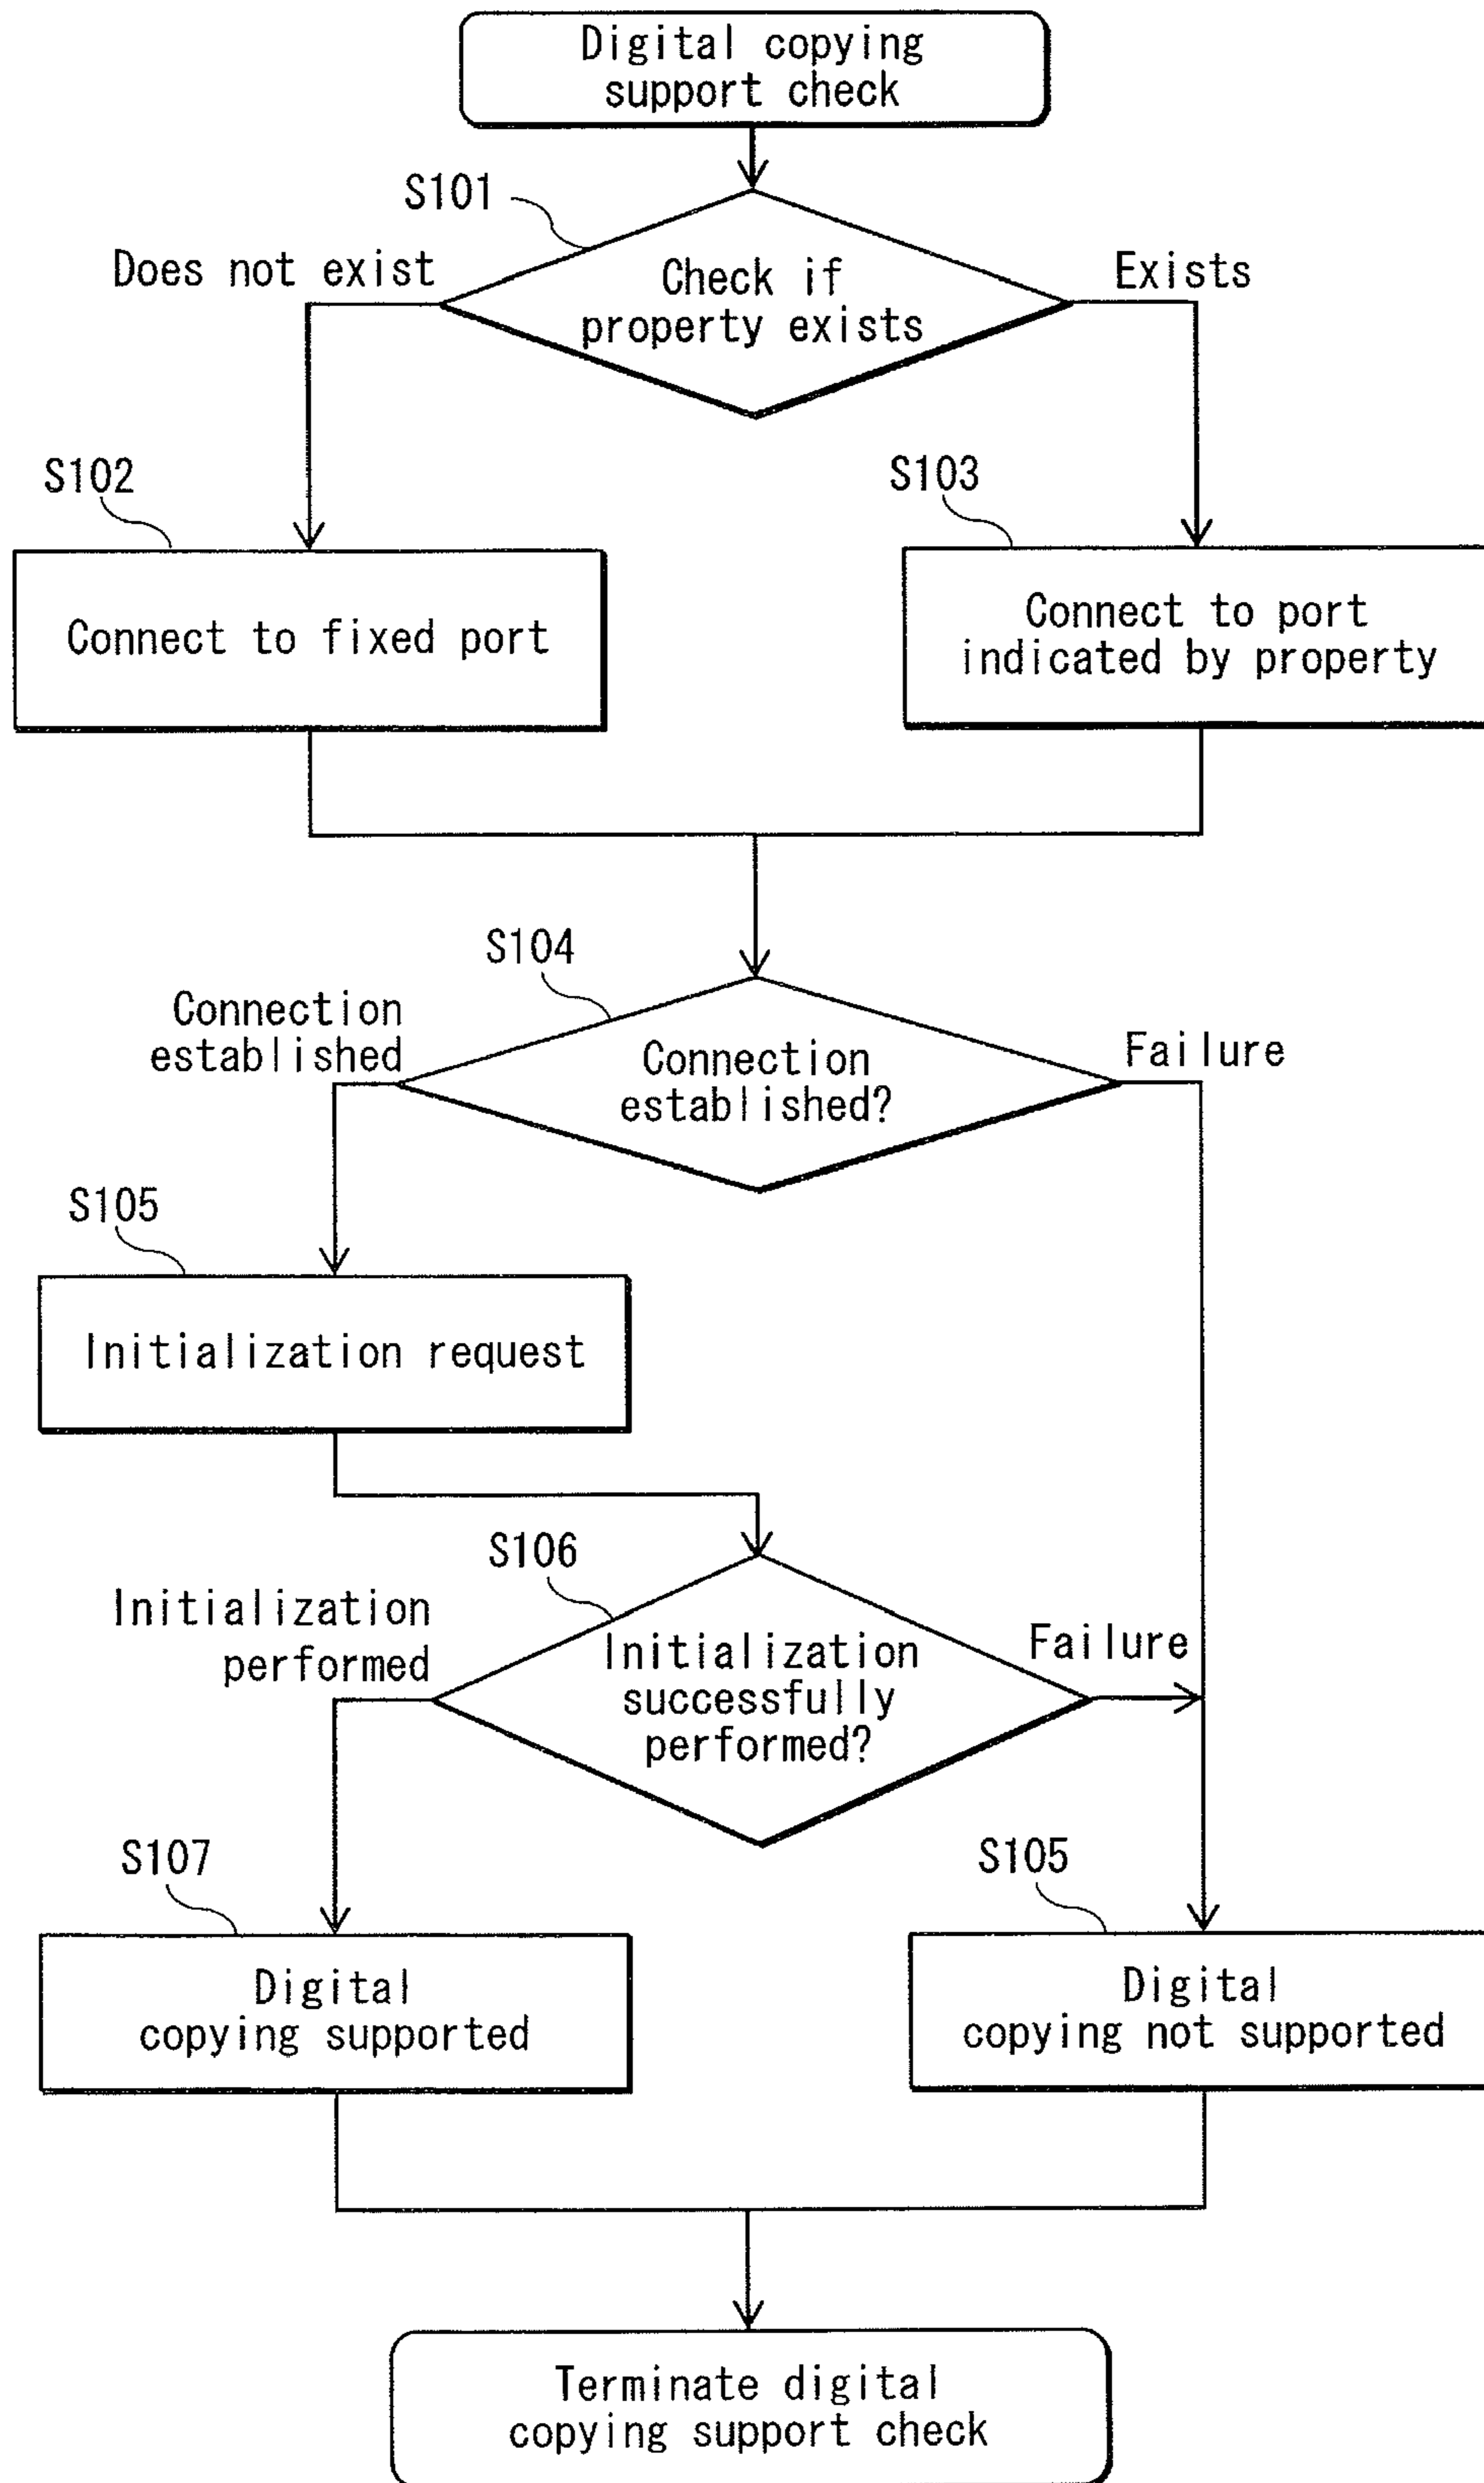 Digital copying
support check
S101
Does not exist
Exists
Check if
property exists
S102
S103
Connect to fixed port
Connect to port
indicated by property
S104
Connection
established
Failure
Connection
established?
S105
Initialization request
S106
Initialization
performed
Failure
Initialization
successfully
performed?
S107
S105
Digital
copying supported
Digital
copying not supported
Terminate digital
copying support check